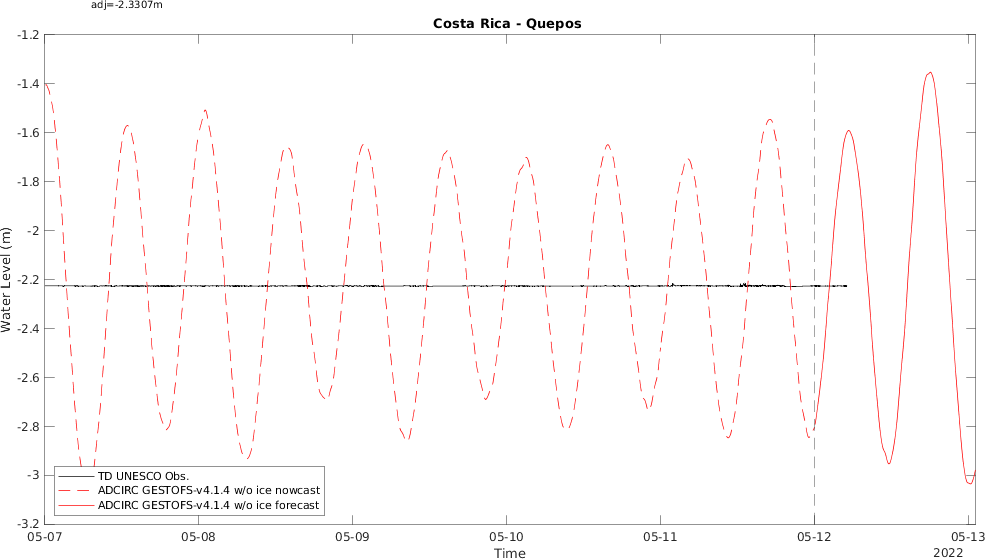 adj=-2.3307m
Costa Rica - Quepos
-1.2
-1.4
-1.6
-1.8
-2
-2.2
-2.4
-2.6
-2.8
-3
-3.2
Water Level (m)
TD UNESCO Obs.
ADCIRC GESTOFS-v4.1.4 w/o ice nowcast
ADCIRC GESTOFS-v4.1.4 w/o ice forecast
05-07 05-08 05-09 05-10 05-11 05-12 05-13
Time
2022